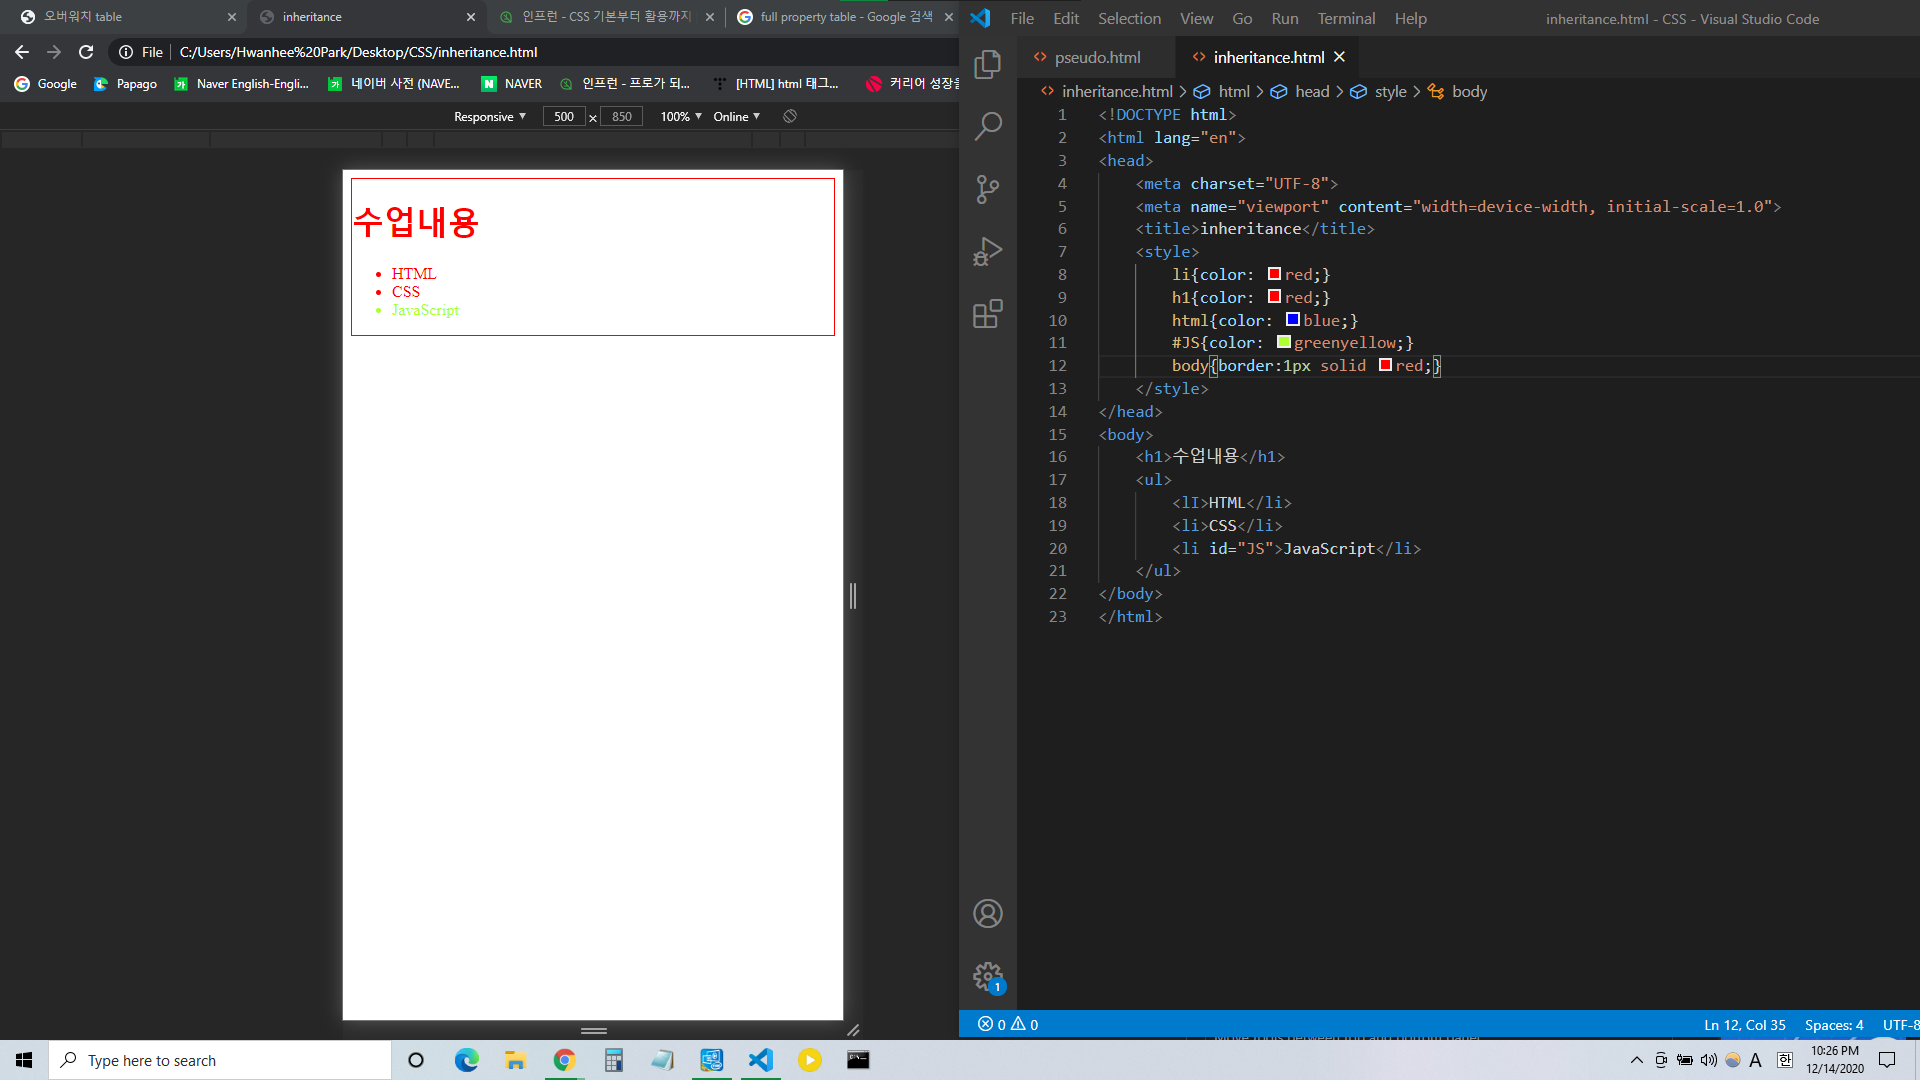 오버워치 table
inheritance
인프런 - CSS 기본부터 활용까지
full property table - Google 검색
File
C:/Users/Hwanhee%20Park/Desktop/CSS/inheritance.html
Google
Papago
Naver English-Engli...
네이버 사전 (NAVE...
NAVER
인프런 - 프로가 되...
[HTML] html 태그...
커리어 성장을
Responsive ▼ 500 × 850 100% ▼ Online ▼
수업내용
• HTML
• CSS
• JavaScript
File Edit Selection View Go Run Terminal Help
inheritance.html - CSS - Visual Studio Code
pseudo.html
inheritance.html
inheritance.html > html > head > style > body
1 <!DOCTYPE html>
2 <html lang="en">
3 <head>
4 <meta charset="UTF-8">
5 <meta name="viewport" content="width=device-width, initial-scale=1.0">
6 <title>inheritance</title>
7 <style>
8 li{color: red;}
9 h1{color: red;}
10 html{color: blue;}
11 #JS{color: greenyellow;}
12 body{border:1px solid red;}
13 </style>
14 </head>
15 <body>
16 <h1>수업내용</h1>
17 <ul>
18 <lI>HTML</li>
19 <li>CSS</li>
20 <li id="JS">JavaScript</li>
21 </ul>
22 </body>
23 </html>
1
0 0
Ln 12, Col 35 Spaces: 4 UTF-8
Type here to search
A 한
10:26 PM
12/14/2020